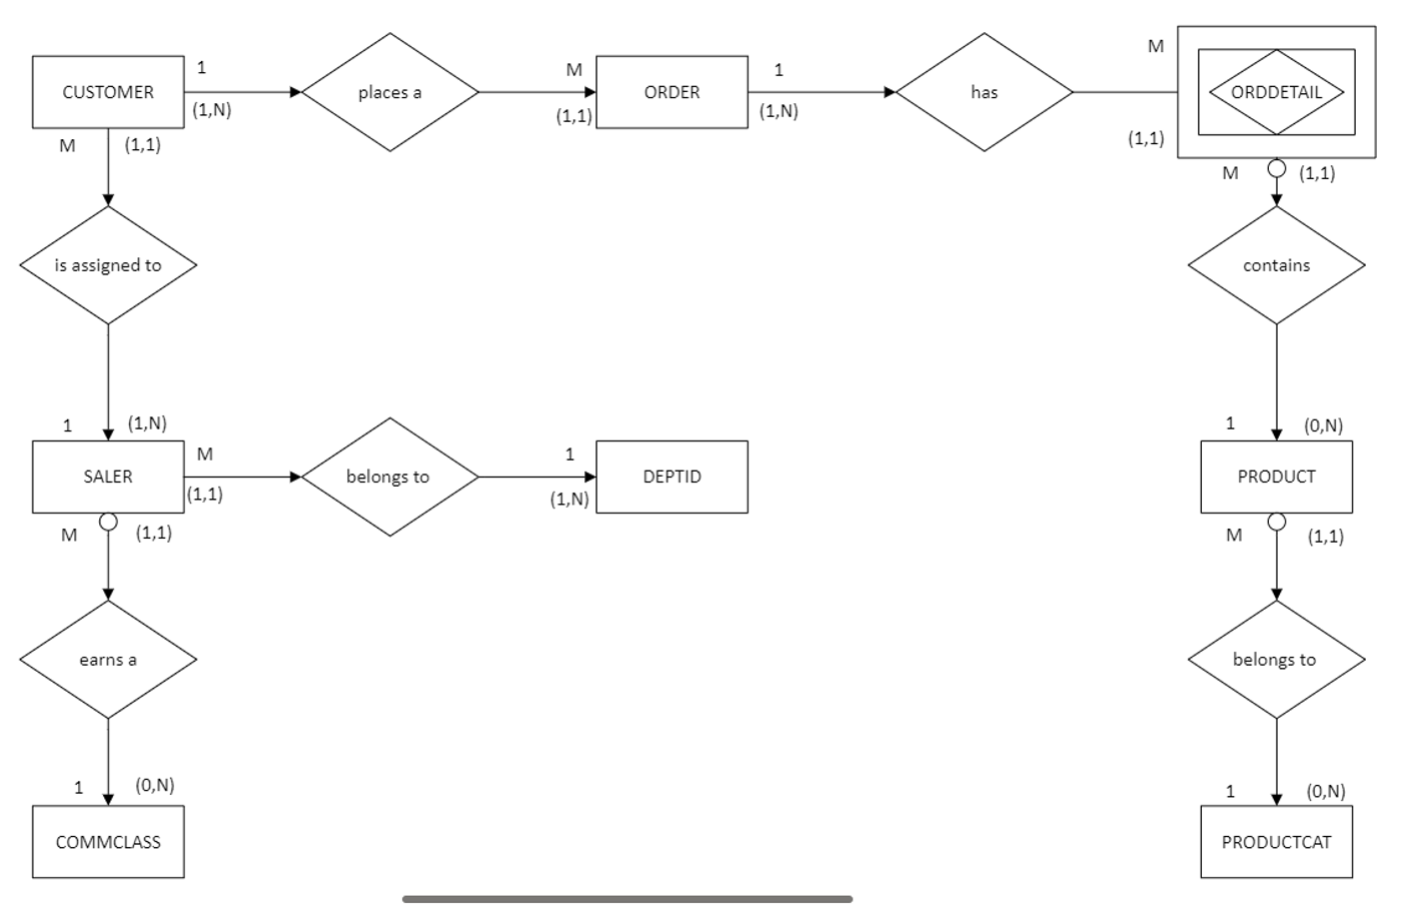 CUSTOMER
1
(1,N)
places a
M
(1,1)
ORDER
1
(1,N)
has
M
(1,1)
ORDDETAIL
M
(1,1)
is assigned to
1
(1,N)
SALER
M
(1,1)
belongs to
1
(1,N)
DEPTID
M
(1,1)
earns a
1
(0,N)
COMMCLASS
M
(1,1)
contains
1
(0,N)
PRODUCT
M
(1,1)
belongs to
1
(0,N)
PRODUCTCAT